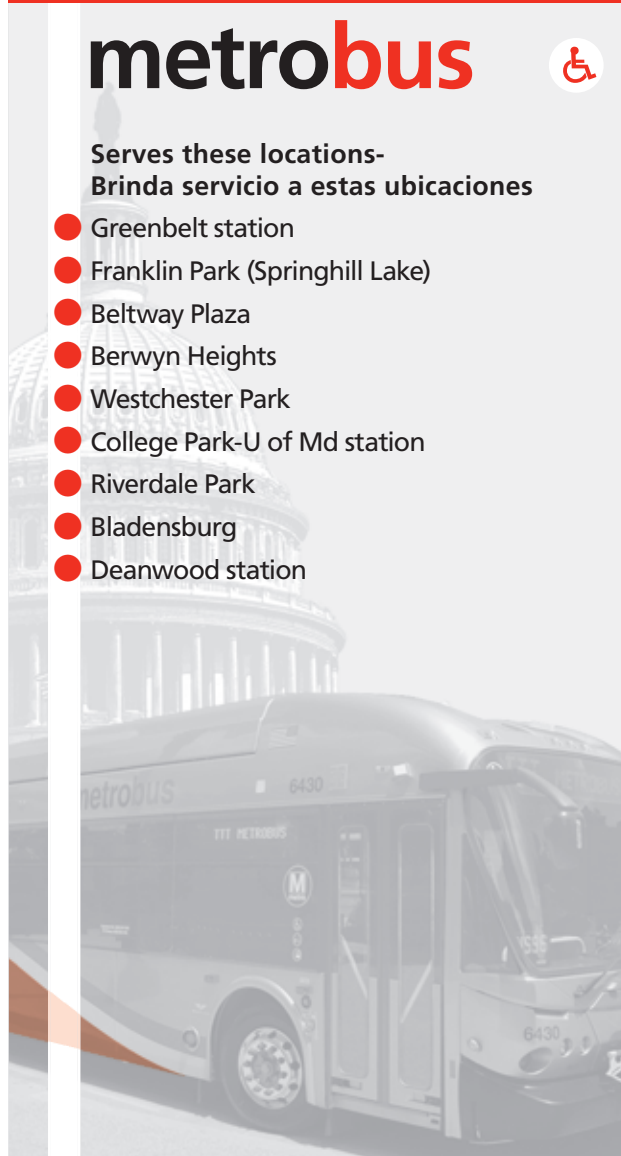 metrobus
Serves these locations-
Brinda servicio a estas ubicaciones
Greenbelt station
Franklin Park (Springhill Lake)
Beltway Plaza
Berwyn Heights
Westchester Park
College Park-U of Md station
Riverdale Park
Bladensburg
Deanwood station
metrobus
6430
TTT METROBUS
M
6430